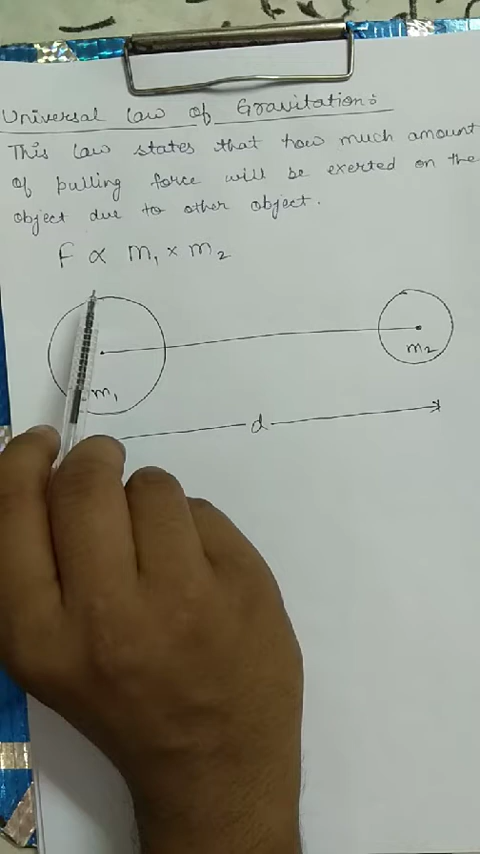 Universal Law of Gravitation:
This Law states that how much amount
of pulling force will be exerted on the
object due to other object.
F ∝ m₁ × m₂
m₂
m₁
d